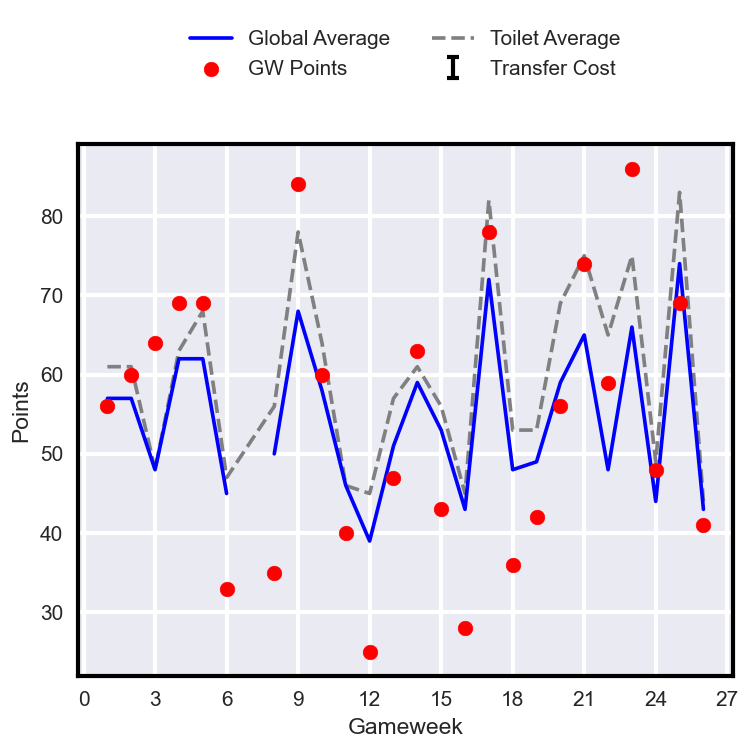 Global Average
Toilet Average
GW Points
Transfer Cost
80
70
60
50
40
30
Points
0 3 6 9 12 15 18 21 24 27
Gameweek